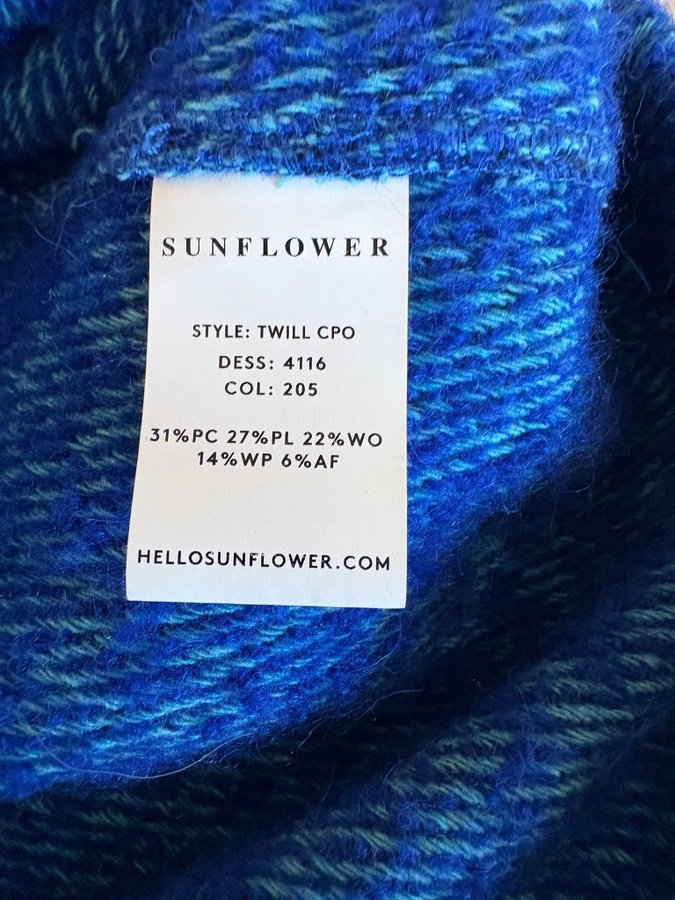 SUNFLOWER
STYLE: TWILL CPO
DESS: 4116
COL: 205
31%PC 27%PL 22%WO
14%WP 6%AF
HELLOSUNFLOWER.COM